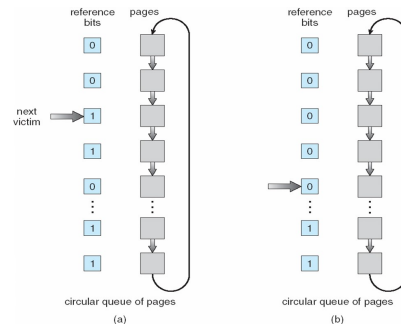 reference bits
pages
0
0
next victim
1
1
0
1
1
circular queue of pages
(a)
reference bits
pages
0
0
0
0
0
1
1
circular queue of pages
(b)